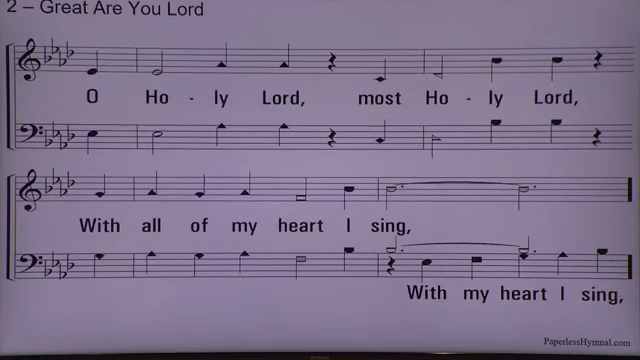 2 – Great Are You Lord
O Ho - ly Lord, most Ho - ly Lord,
With all of my heart I sing,
With my heart I sing,
PaperlessHymnal.com